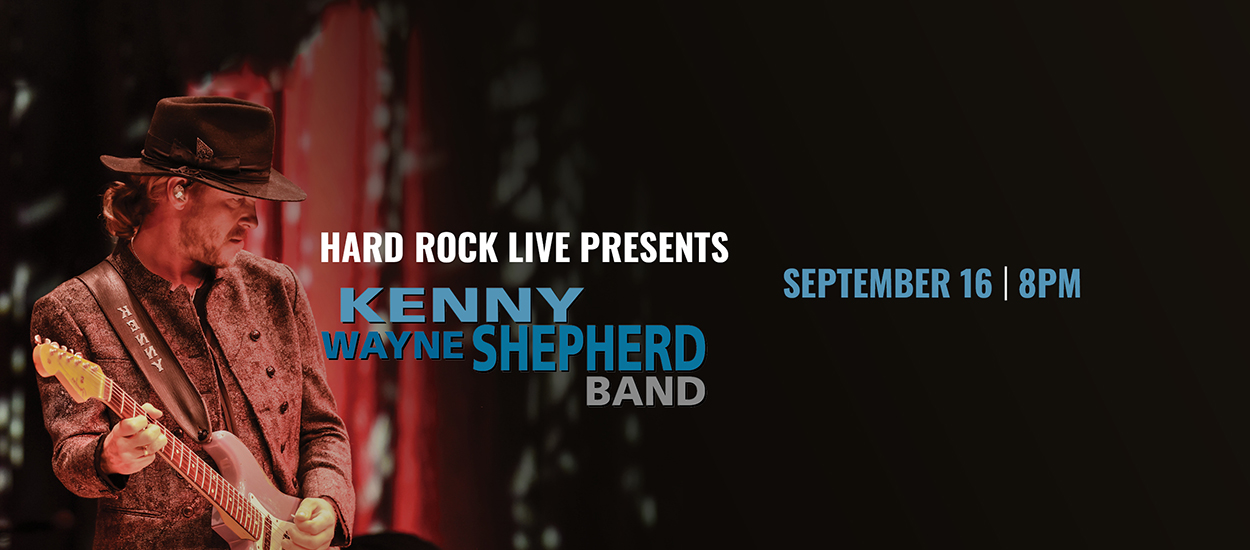 HARD ROCK LIVE PRESENTS
KENNY
WAYNE SHEPHERD
BAND
SEPTEMBER 16 | 8PM
KENNY